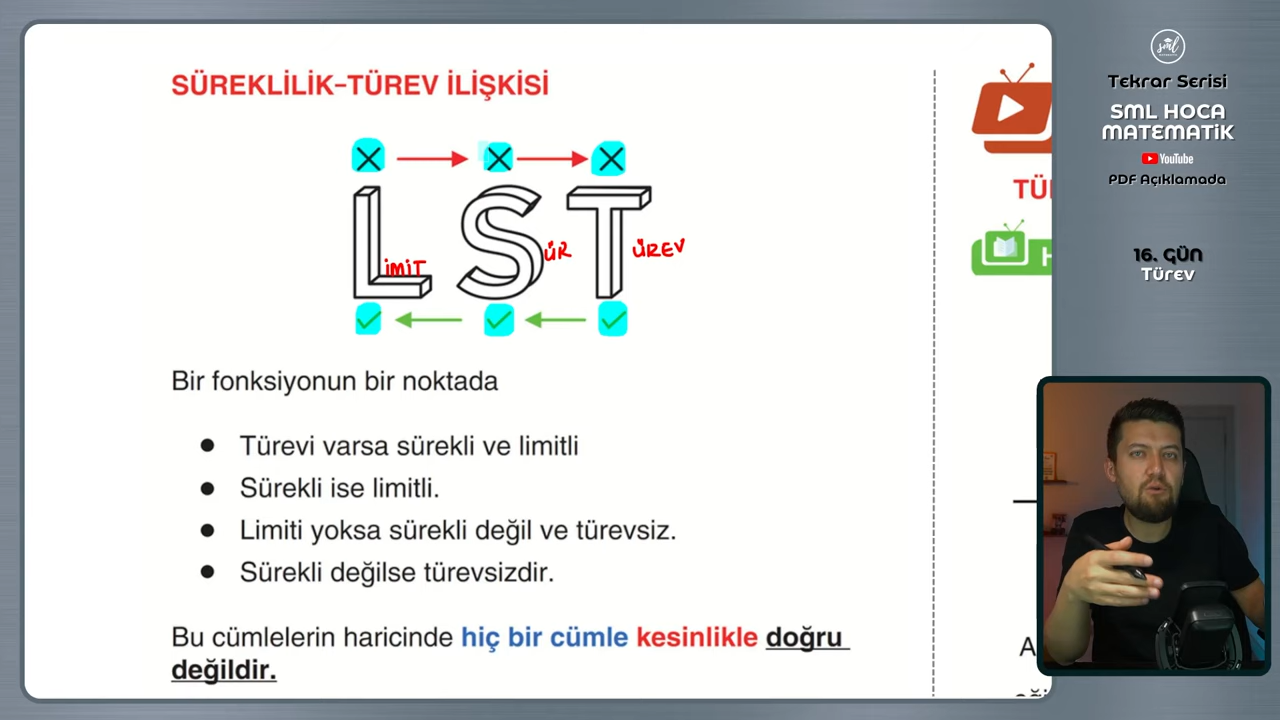 SÜREKLİLİK-TÜREV İLİŞKİSİ
LST
İMİT
ÜR
ÜREV
Bir fonksiyonun bir noktada
● Türevi varsa sürekli ve limitli
● Sürekli ise limitli.
● Limiti yoksa sürekli değil ve türevsiz.
● Sürekli değilse türevsizdir.
Bu cümlelerin haricinde hiç bir cümle kesinlikle doğru
değildir.
TÜ
H
A
sml
Tekrar Serisi
SML HOCA
MATEMATİK
YouTube
PDF Açıklamada
16. GÜN
Türev